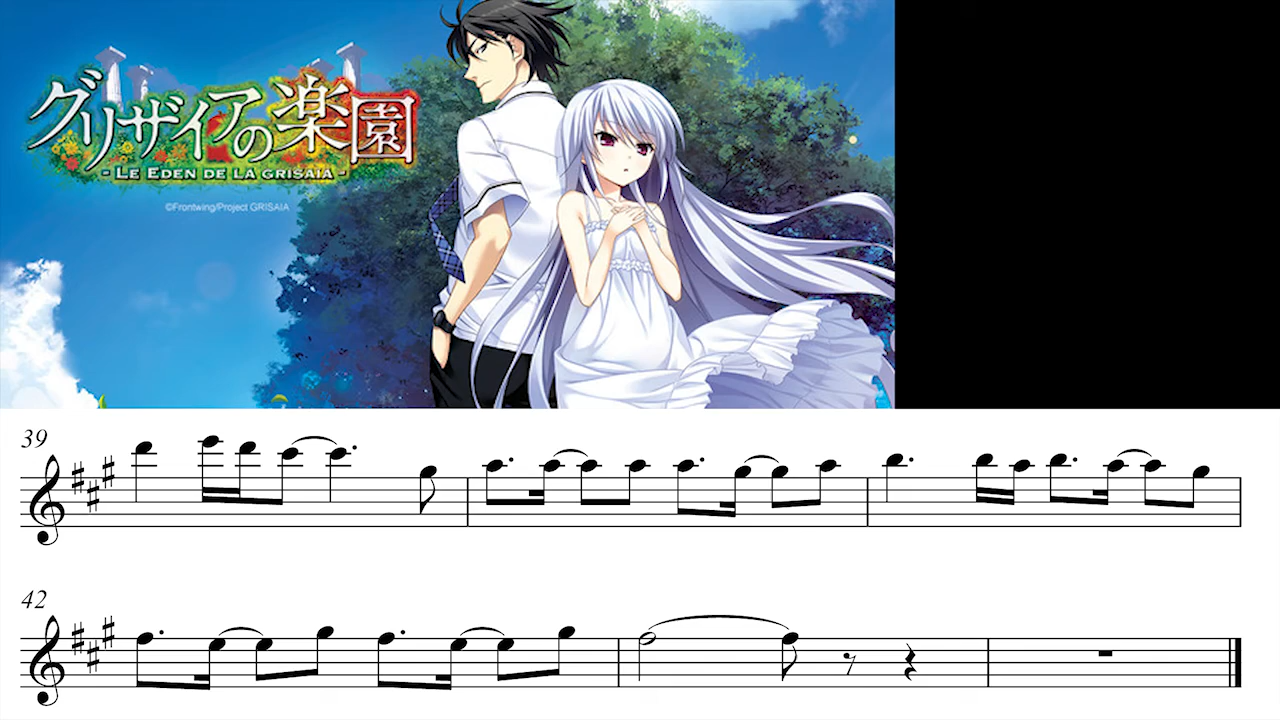 グリザイアの楽園
- LE EDEN DE LA GRISAIA -
©Frontwing/Project GRISAIA
39
42